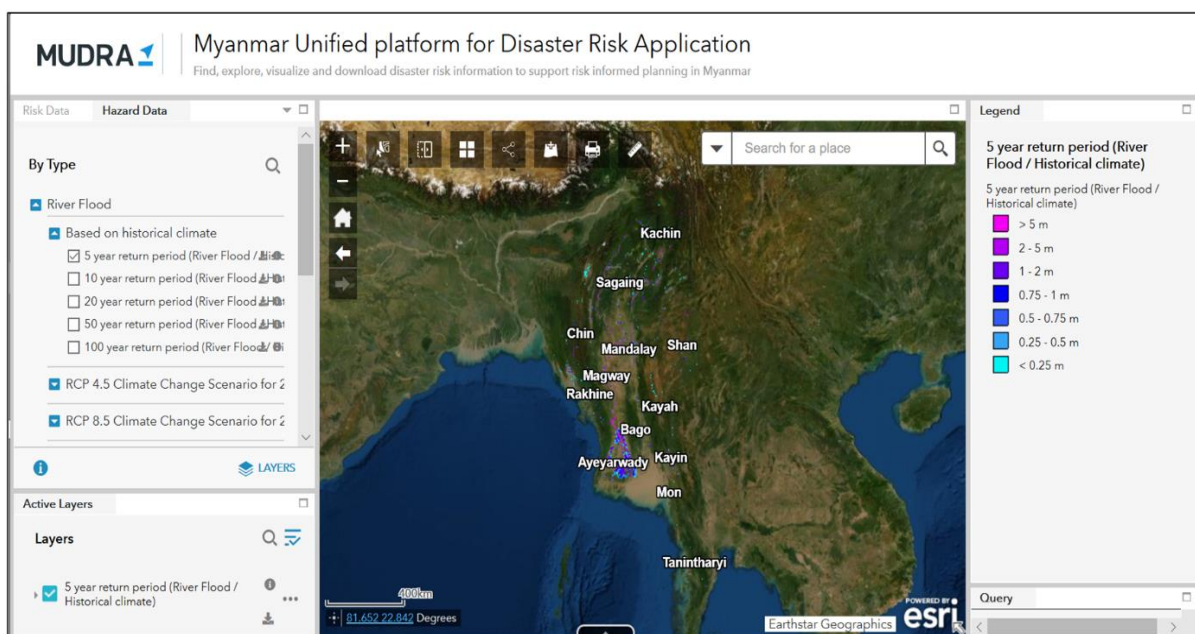 MUDRA
Myanmar Unified platform for Disaster Risk Application
Find, explore, visualize and download disaster risk information to support risk informed planning in Myanmar
Risk Data
Hazard Data
By Type
River Flood
Based on historical climate
5 year return period (River Flood /
10 year return period (River Flood
20 year return period (River Flood
50 year return period (River Flood
100 year return period (River Flood/
RCP 4.5 Climate Change Scenario for 2
RCP 8.5 Climate Change Scenario for 2
LAYERS
Active Layers
Layers
5 year return period (River Flood /
Historical climate)
Search for a place
Kachin
Sagaing
Chin
Mandalay
Shan
Magway
Rakhine
Kayah
Bago
Ayeyarwady
Kayin
Mon
Tanintharyi
400km
81.652 22.842 Degrees
Earthstar Geographics
POWERED BY
esri
Legend
5 year return period (River
Flood / Historical climate)
5 year return period (River Flood /
Historical climate)
> 5 m
2 - 5 m
1 - 2 m
0.75 - 1 m
0.5 - 0.75 m
0.25 - 0.5 m
< 0.25 m
Query